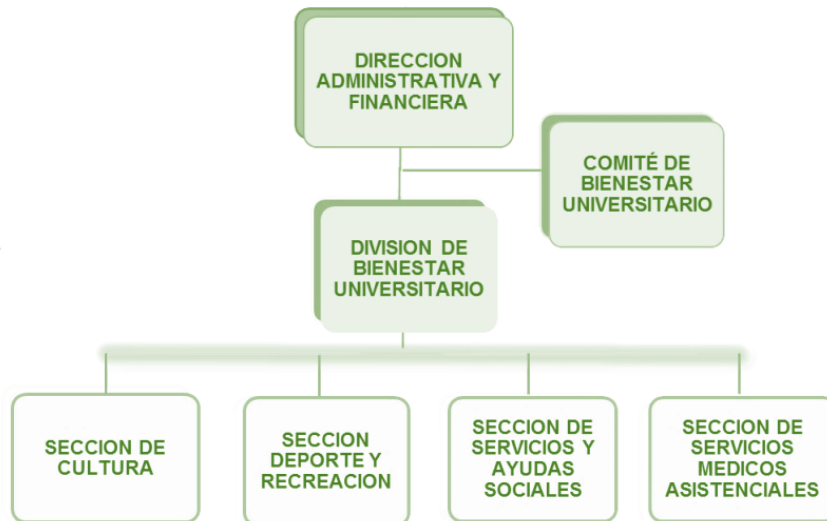 DIRECCION
ADMINISTRATIVA Y
FINANCIERA
COMITÉ DE
BIENESTAR
UNIVERSITARIO
DIVISION DE
BIENESTAR
UNIVERSITARIO
SECCION DE
CULTURA
SECCION
DEPORTE Y
RECREACION
SECCION DE
SERVICIOS Y
AYUDAS
SOCIALES
SECCION DE
SERVICIOS
MEDICOS
ASISTENCIALES